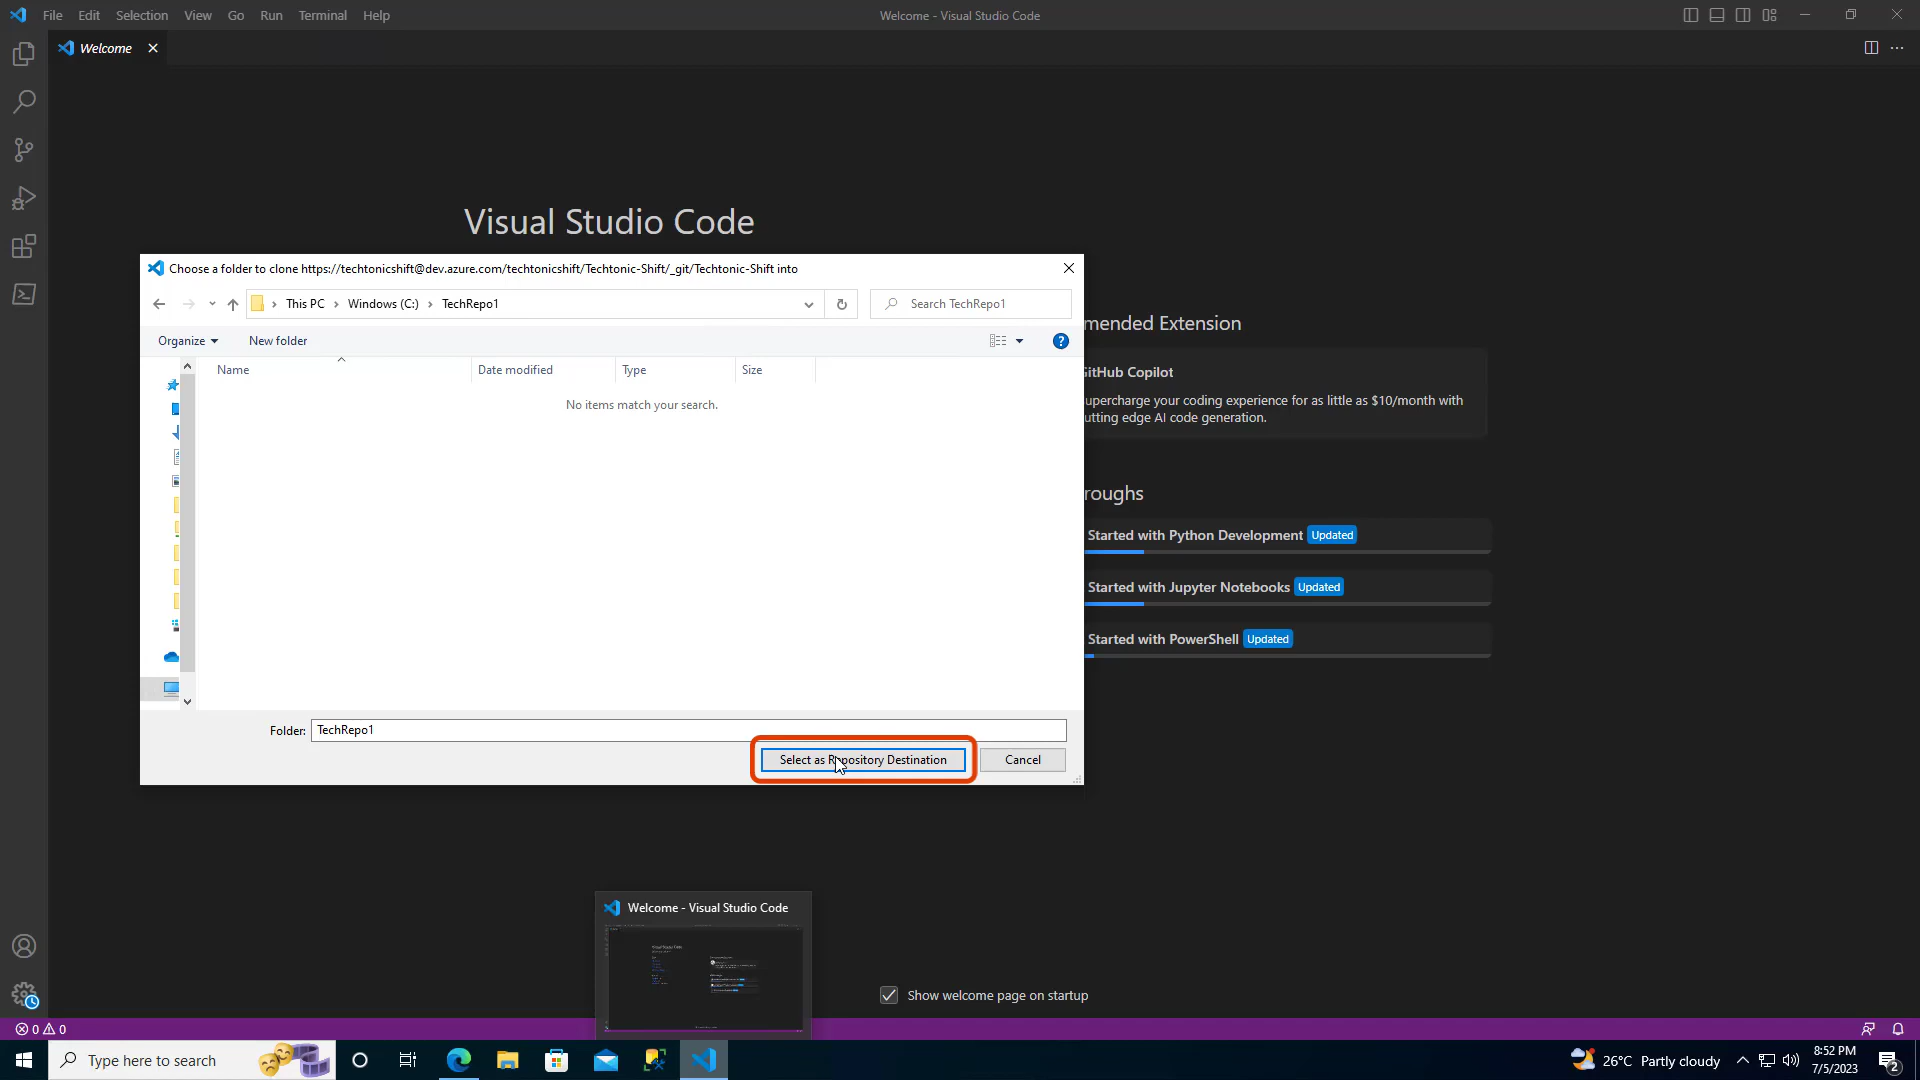 File Edit Selection View Go Run Terminal Help
Welcome - Visual Studio Code
Welcome
Visual Studio Code
Choose a folder to clone https://techtonicshift@dev.azure.com/techtonicshift/Techtonic-Shift/_git/Techtonic-Shift into
This PC > Windows (C:) > TechRepo1
Search TechRepo1
Organize
New folder
Name
Date modified
Type
Size
No items match your search.
Folder: TechRepo1
Select as Repository Destination
Cancel
mended Extension
GitHub Copilot
upercharge your coding experience for as little as $10/month with
utting edge AI code generation.
roughs
Started with Python Development Updated
Started with Jupyter Notebooks Updated
Started with PowerShell Updated
Welcome - Visual Studio Code
Show welcome page on startup
0 0
Type here to search
26°C Partly cloudy
8:52 PM
7/5/2023
2